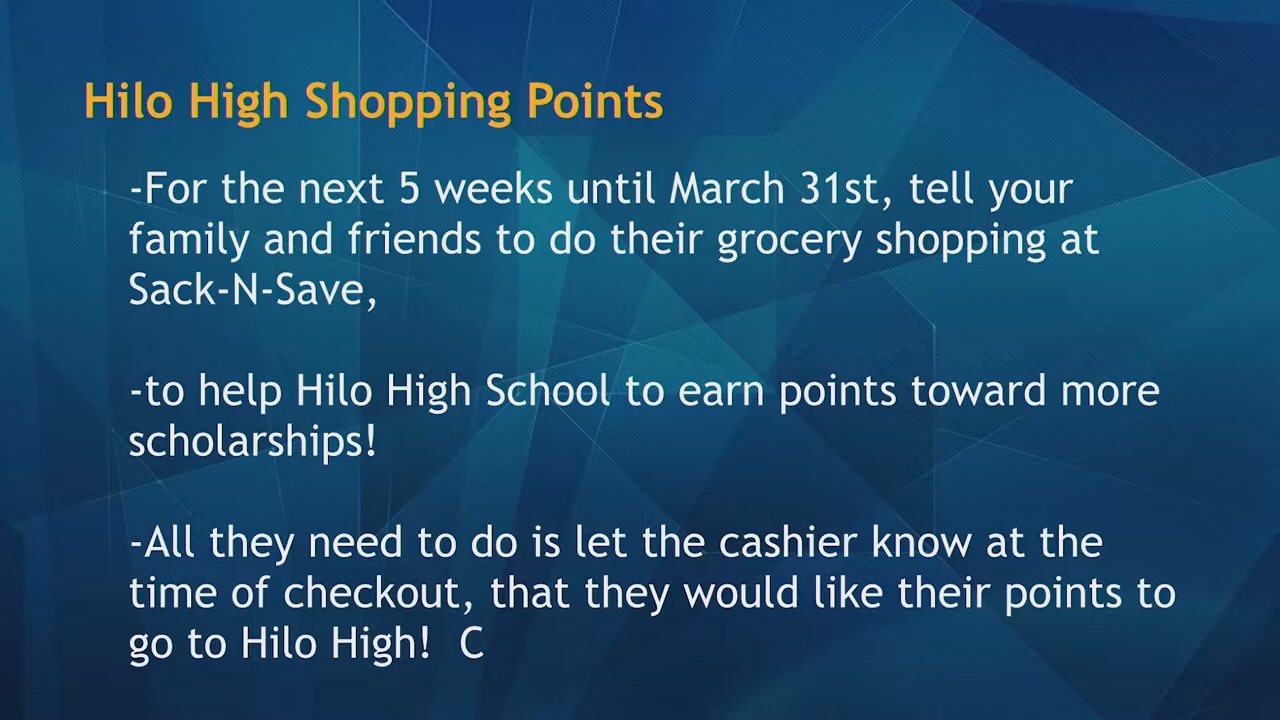 Hilo High Shopping Points
-For the next 5 weeks until March 31st, tell your
family and friends to do their grocery shopping at
Sack-N-Save,
-to help Hilo High School to earn points toward more
scholarships!
-All they need to do is let the cashier know at the
time of checkout, that they would like their points to
go to Hilo High!  C